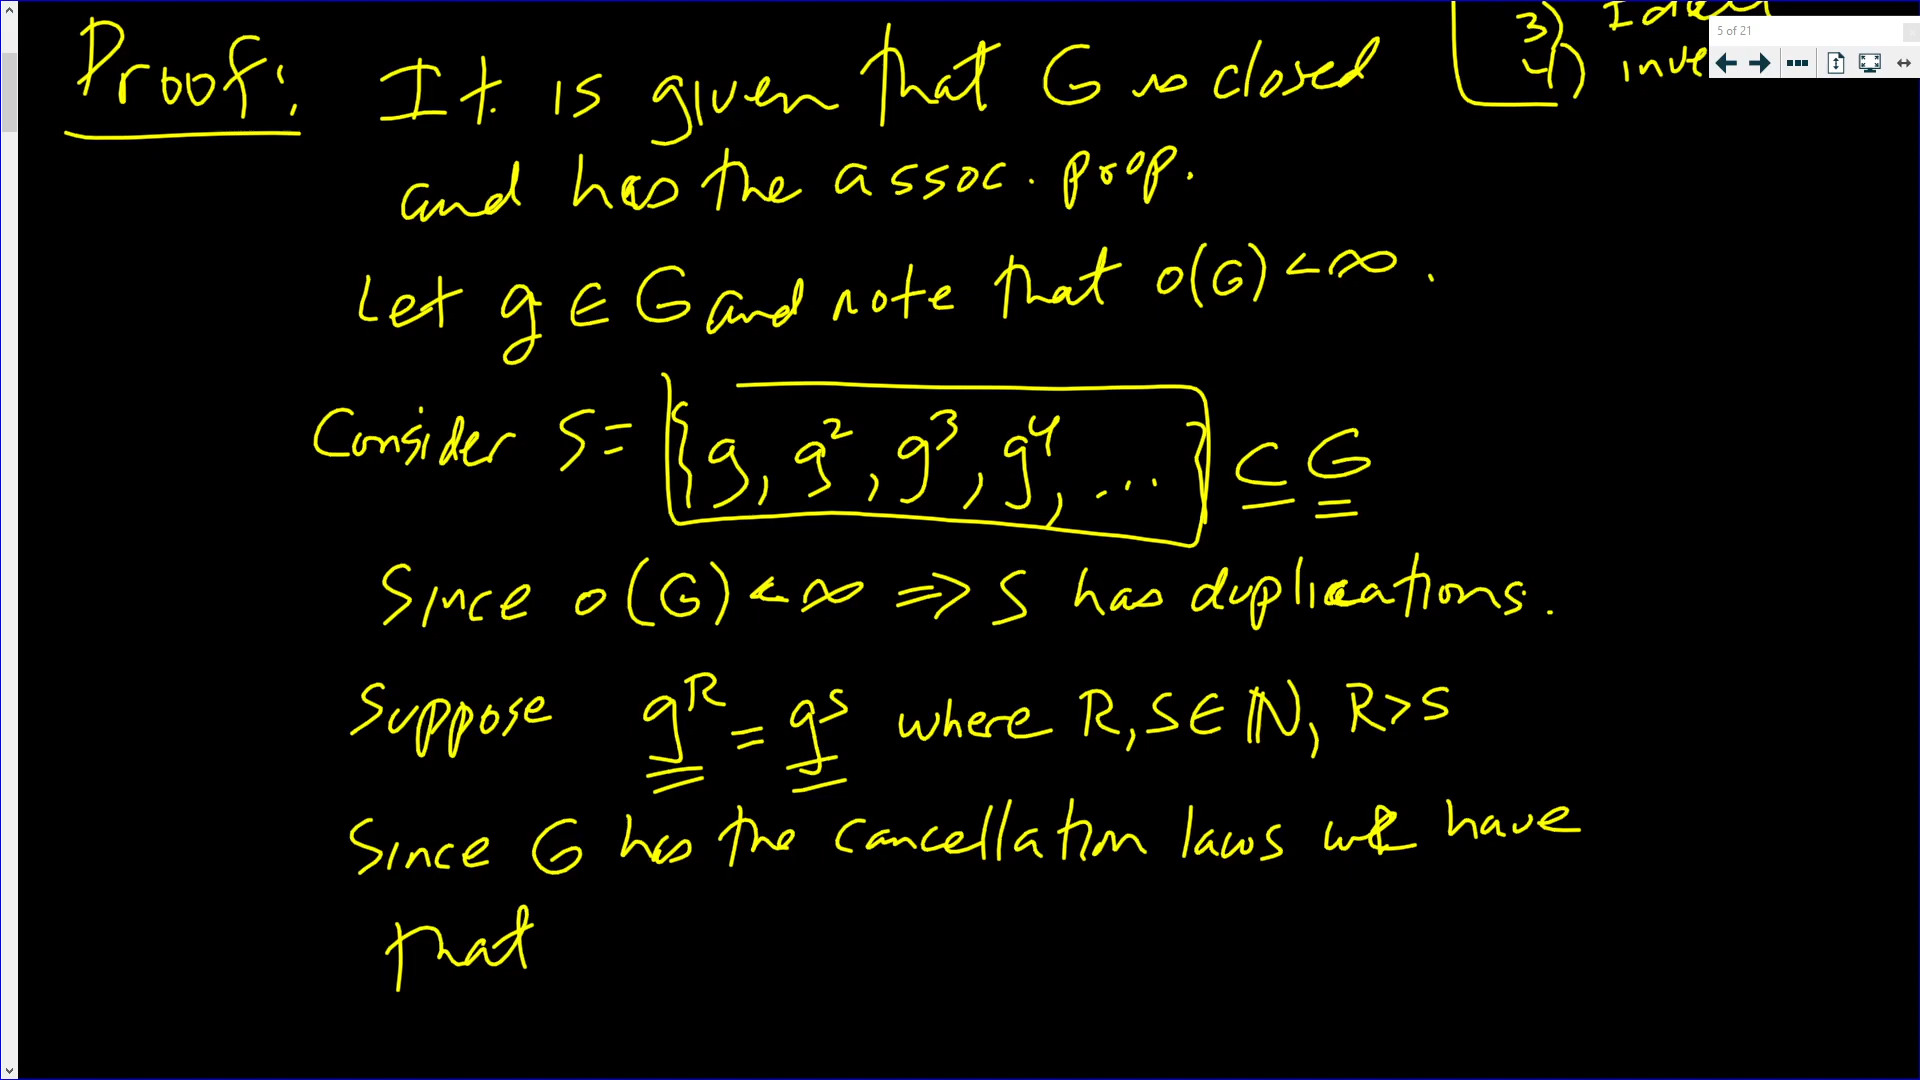 Proof: It is given that G is closed
3)
4) inve
5 of 21
and has the assoc. prop.
Let g ∈ G and note that o(G) < ∞.
Consider S = {g, g², g³, g⁴, ...} ⊆ G
Since o(G) < ∞ ⇒ S has duplications.
Suppose g^R = g^S where R, S ∈ ℕ, R > S
Since G has the cancellation laws we have
that